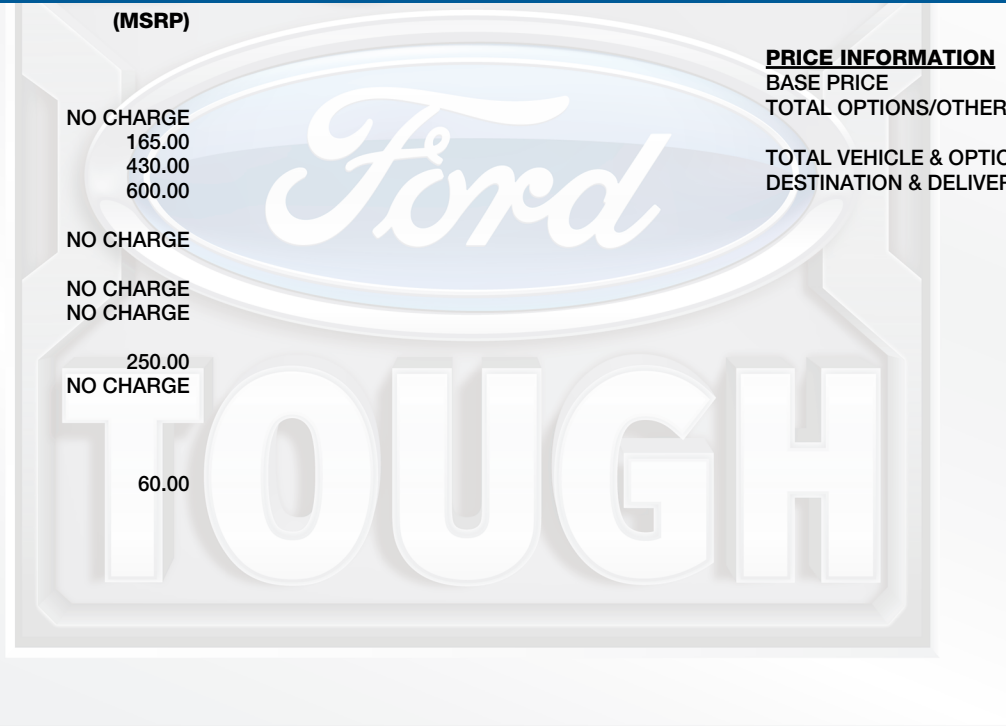 (MSRP)
NO CHARGE
165.00
430.00
600.00
NO CHARGE
NO CHARGE
NO CHARGE
250.00
NO CHARGE
60.00
PRICE INFORMATION
BASE PRICE
TOTAL OPTIONS/OTHER
TOTAL VEHICLE & OPTIO
DESTINATION & DELIVER
Ford
TOUGH